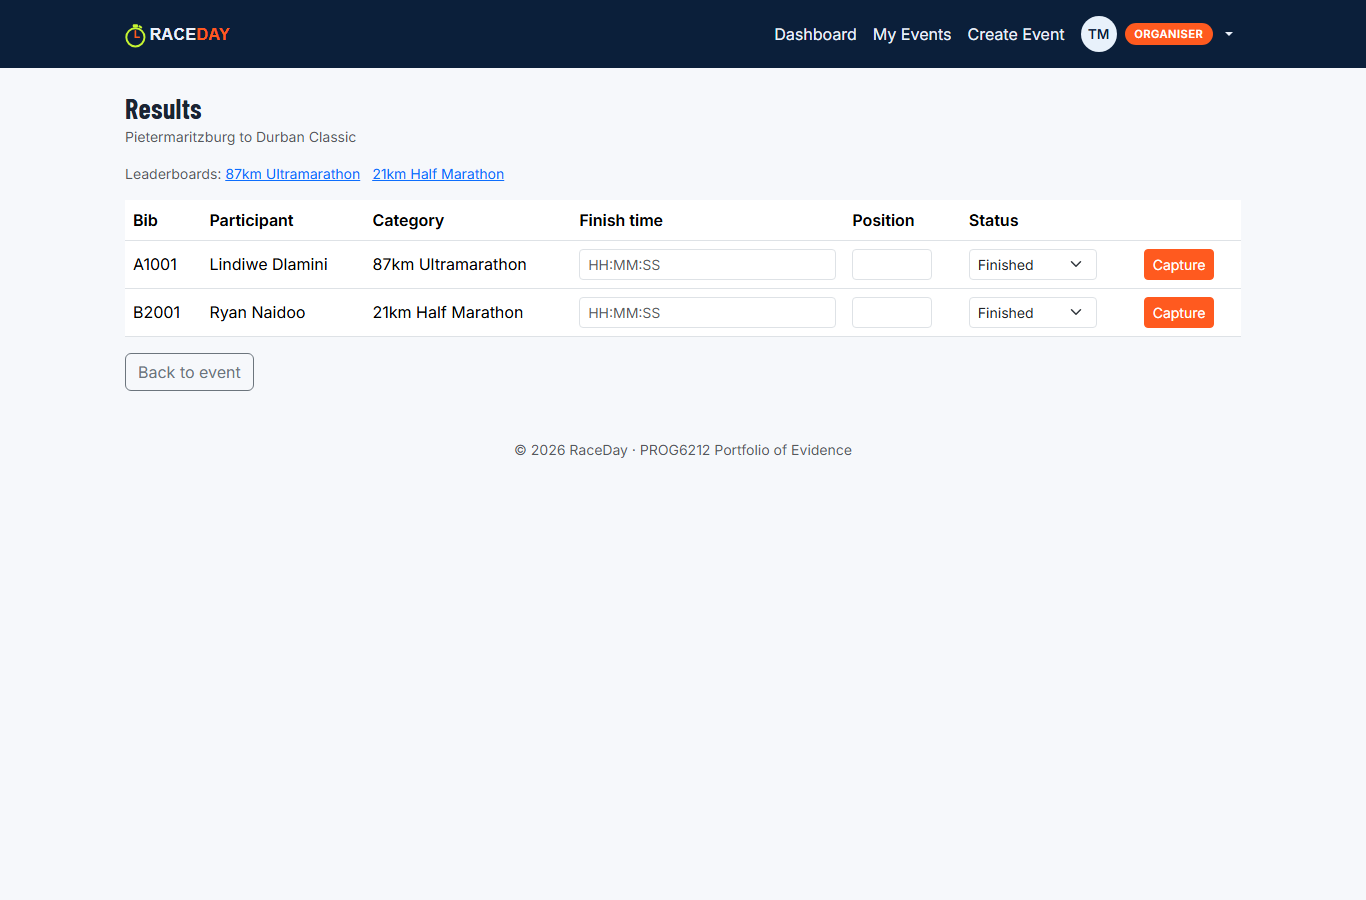 RACEDAY Dashboard My Events Create Event TM ORGANISER
Results
Pietermaritzburg to Durban Classic
Leaderboards: 87km Ultramarathon 21km Half Marathon
Bib Participant Category Finish time Position Status
A1001 Lindiwe Dlamini 87km Ultramarathon HH:MM:SS Finished Capture
B2001 Ryan Naidoo 21km Half Marathon HH:MM:SS Finished Capture
Back to event
© 2026 RaceDay · PROG6212 Portfolio of Evidence